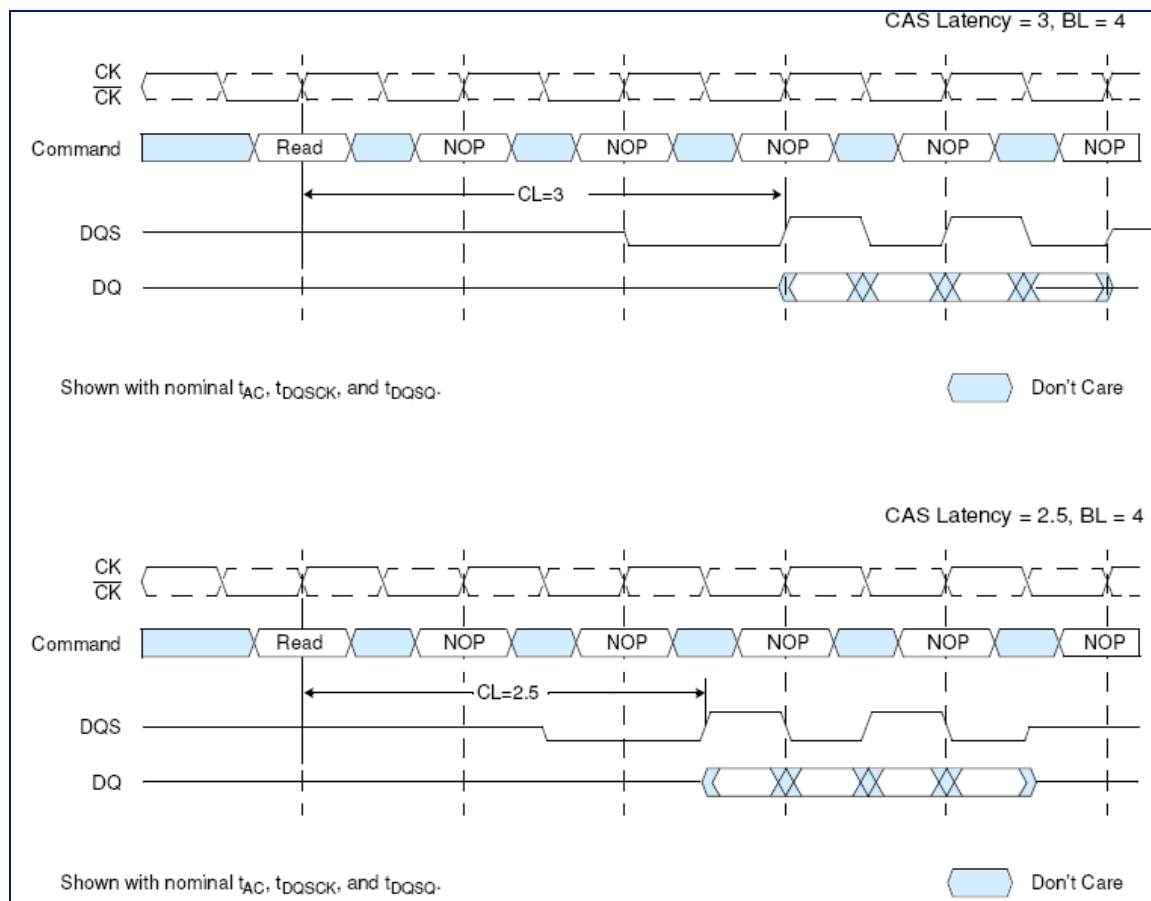 CAS Latency = 3, BL = 4
CK
CK
Command Read NOP NOP NOP NOP NOP
CL=3
DQS
DQ
Shown with nominal tAC, tDQSCK, and tDQSQ. Don't Care
CAS Latency = 2.5, BL = 4
CK
CK
Command Read NOP NOP NOP NOP NOP
CL=2.5
DQS
DQ
Shown with nominal tAC, tDQSCK, and tDQSQ. Don't Care